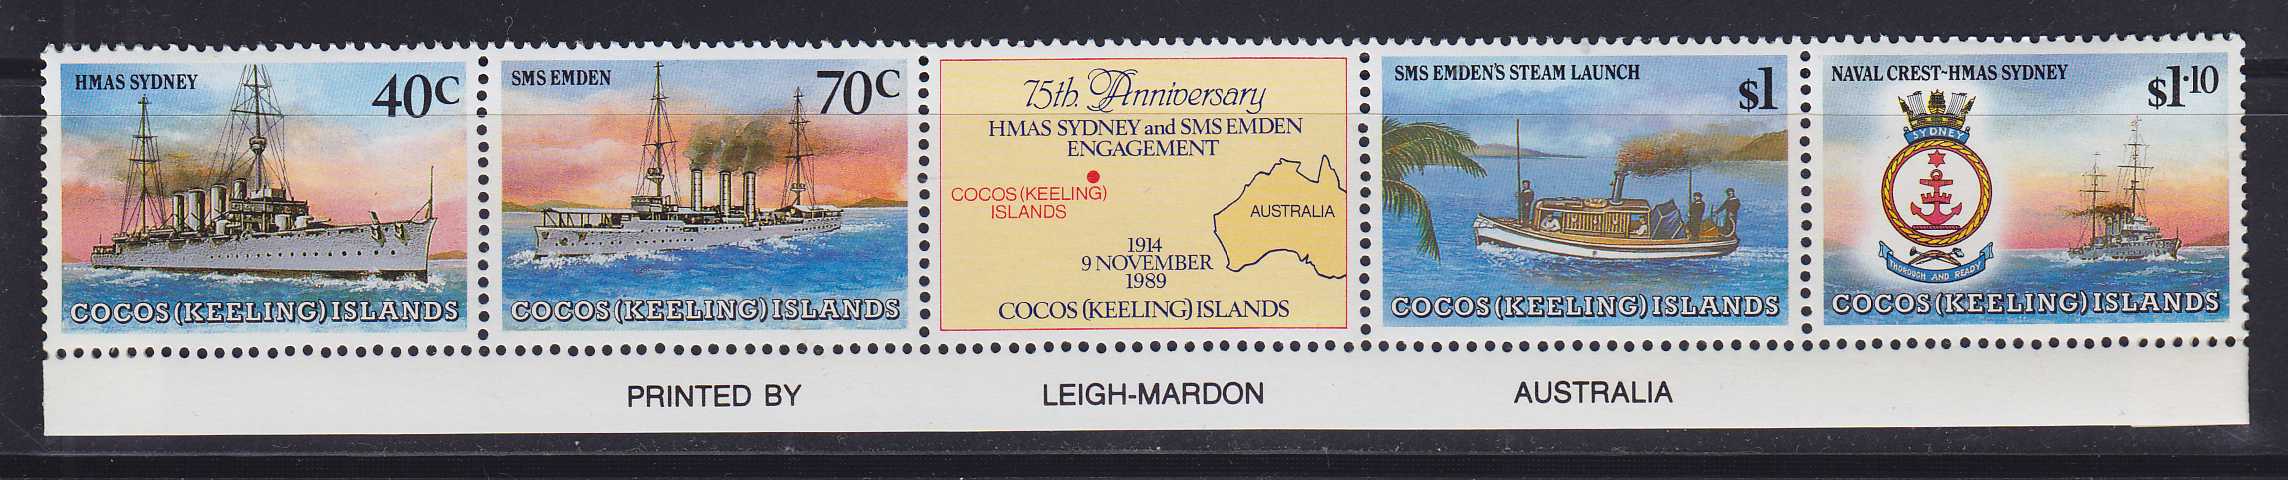 HMAS SYDNEY
40C
COCOS (KEELING) ISLANDS
SMS EMDEN
70C
COCOS (KEELING) ISLANDS
75th. Anniversary
HMAS SYDNEY and SMS EMDEN
ENGAGEMENT
COCOS (KEELING)
ISLANDS
AUSTRALIA
1914
9 NOVEMBER
1989
COCOS (KEELING) ISLANDS
SMS EMDEN'S STEAM LAUNCH
$1
COCOS (KEELING) ISLANDS
NAVAL CREST~HMAS SYDNEY
$1·10
SYDNEY
THOROUGH AND READY
COCOS (KEELING) ISLANDS
PRINTED BY LEIGH-MARDON AUSTRALIA